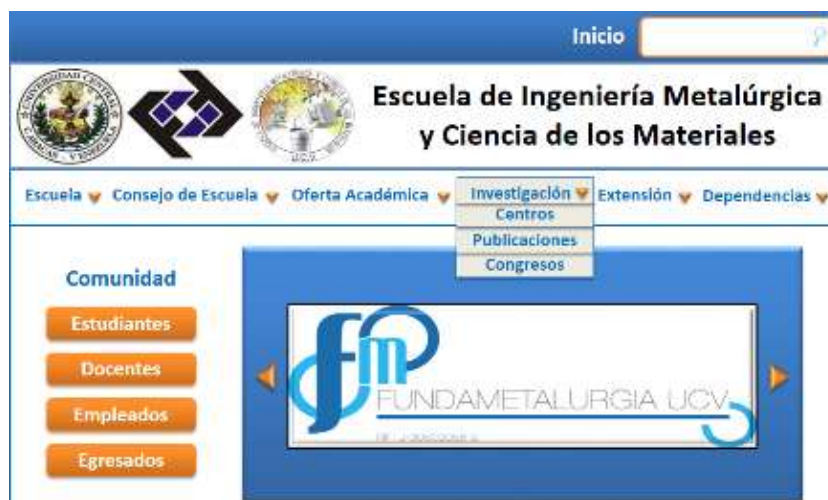 Inicio
Escuela de Ingeniería Metalúrgica
y Ciencia de los Materiales
Escuela Consejo de Escuela Oferta Académica Investigación Extensión Dependencias
Centros
Publicaciones
Congresos
Comunidad
Estudiantes
Docentes
Empleados
Egresados
fmp
FUNDAMETALURGIA UCV